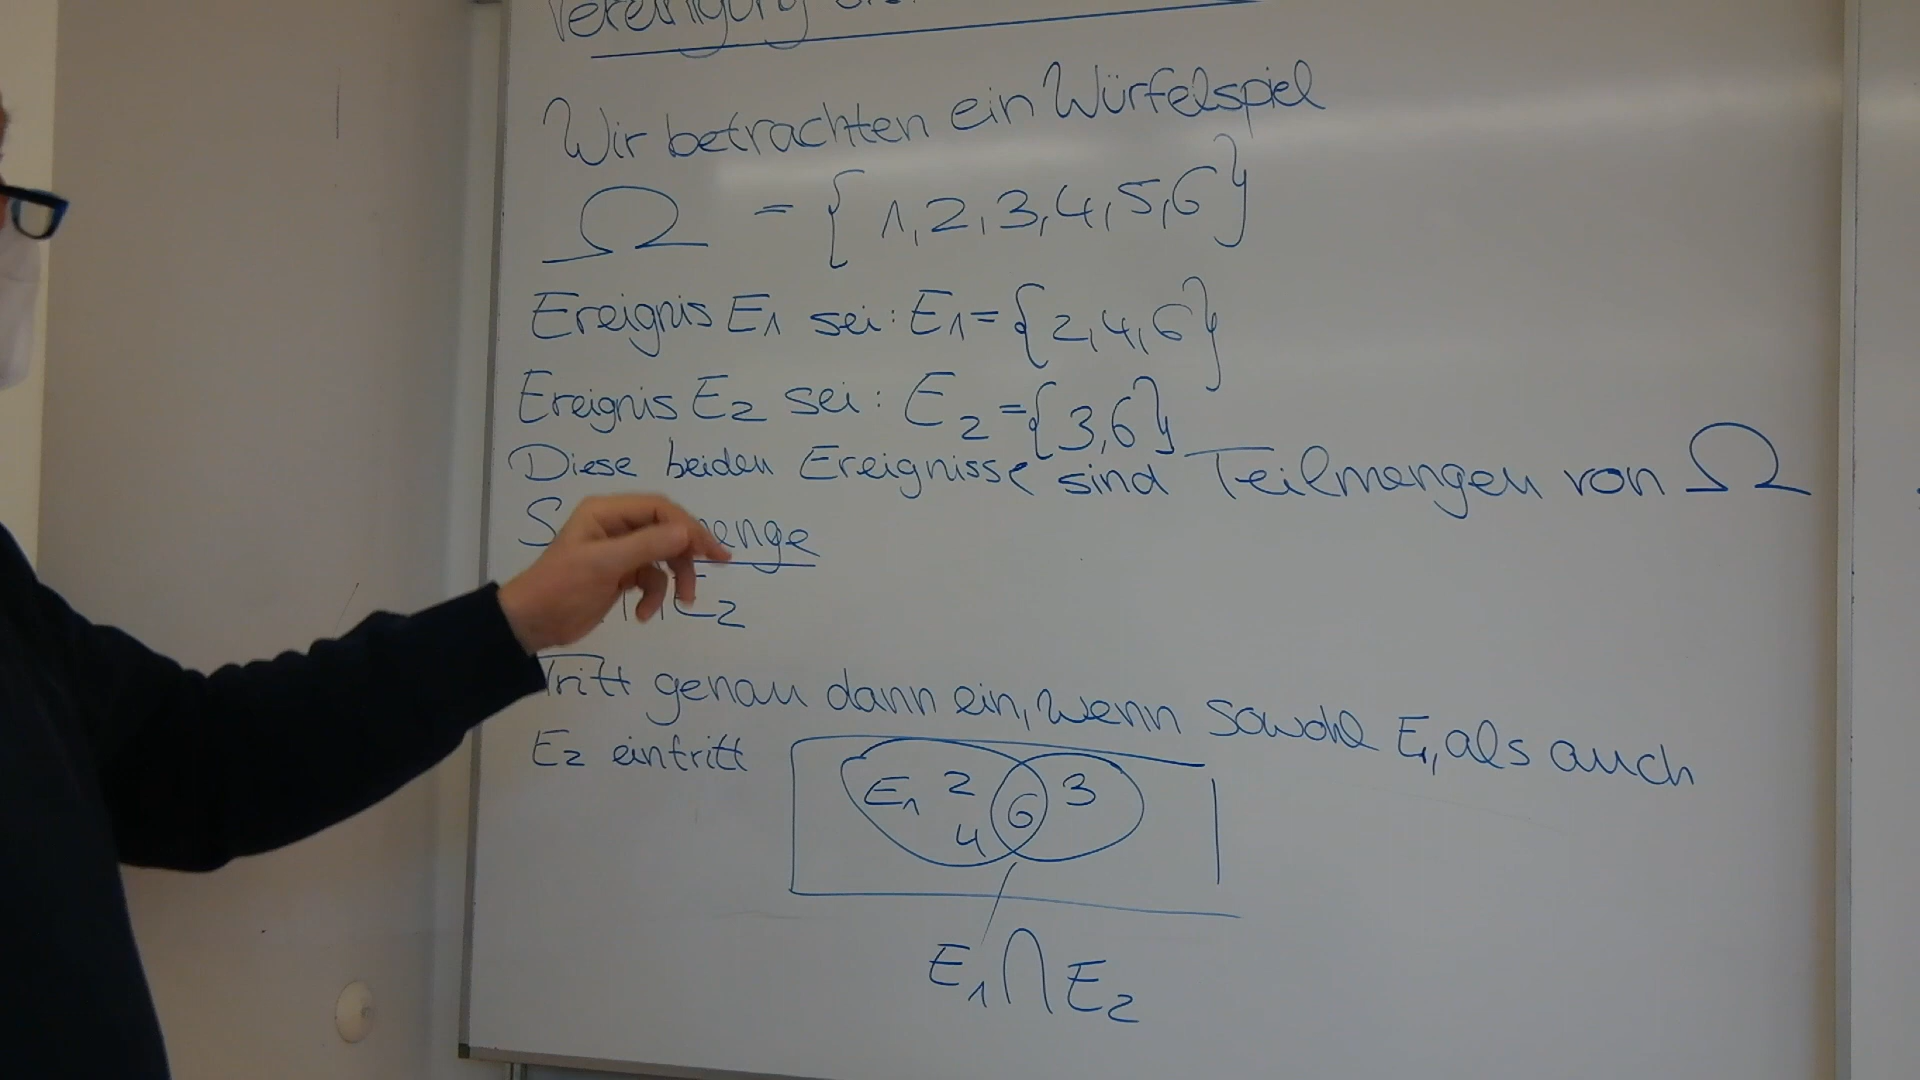 Vereinigung
Wir betrachten ein Würfelspiel
Ω = {1,2,3,4,5,6}
Ereignis E1 sei: E1={2,4,6}
Ereignis E2 sei: E2={3,6}
Diese beiden Ereignisse sind Teilmengen von Ω
∩E2
Tritt genau dann ein, wenn sowohl E1, als auch
E2 eintritt
E1 2 6 3
4
E1∩E2